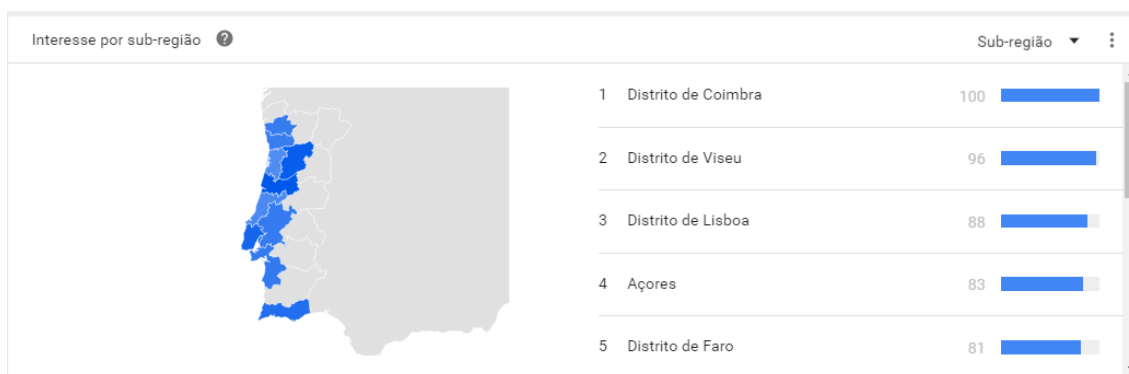 Interesse por sub-região
Sub-região
1 Distrito de Coimbra 100
2 Distrito de Viseu 96
3 Distrito de Lisboa 88
4 Açores 83
5 Distrito de Faro 81